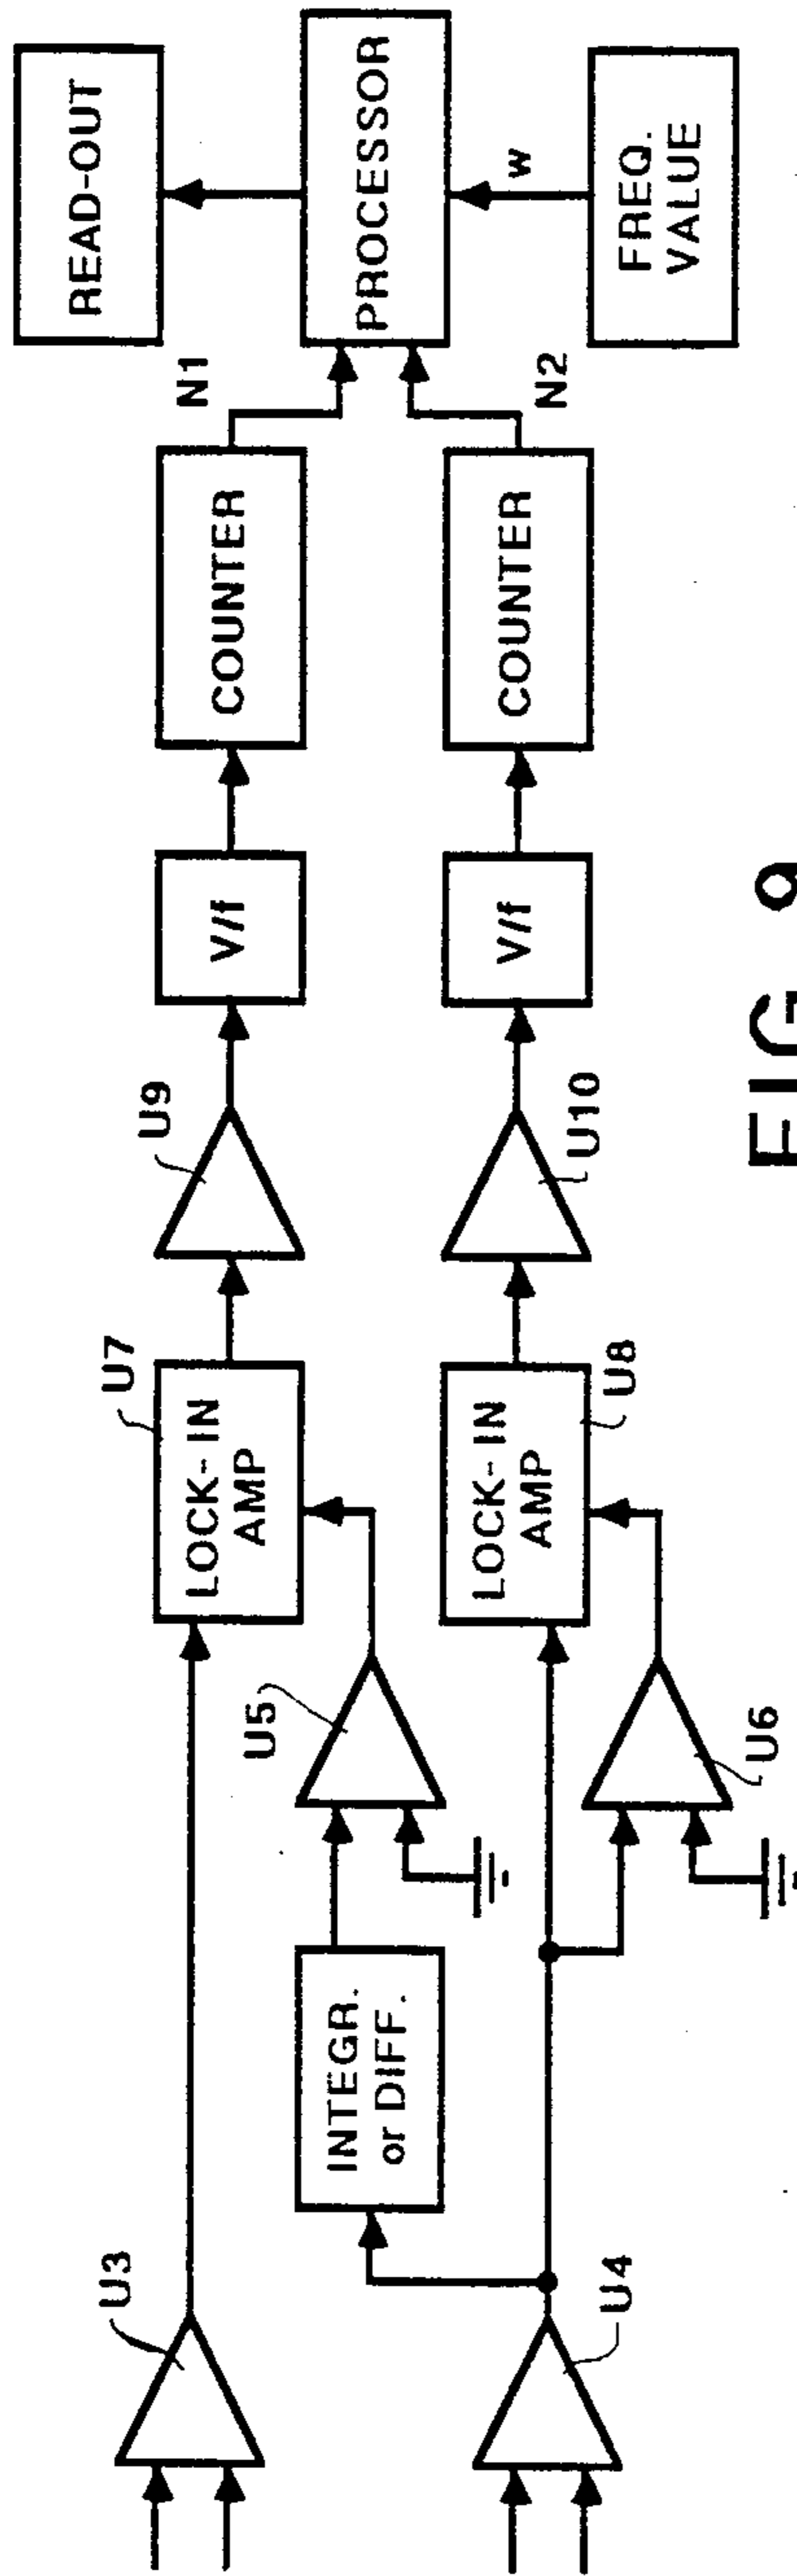 U3
U4
INTEGR.
or DIFF.
U5
U6
U7
LOCK-IN
AMP
LOCK-IN
AMP
U8
U9
U10
V/f
V/f
COUNTER
COUNTER
N1
N2
READ-OUT
PROCESSOR
w
FREQ.
VALUE
FIG. 9